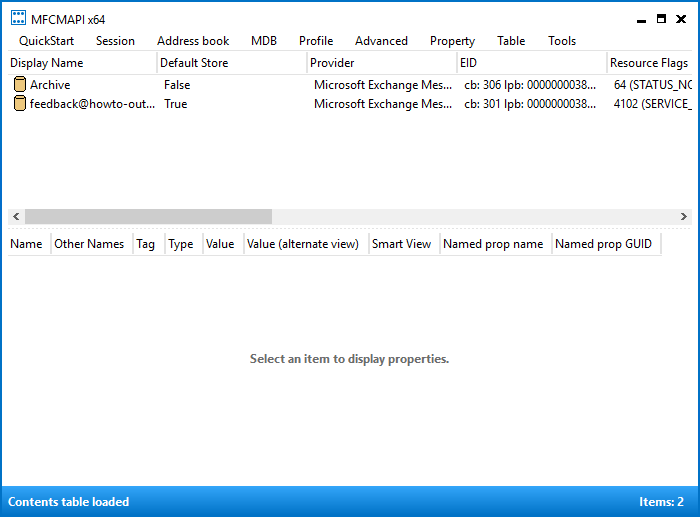 MFCMAPI x64
QuickStart Session Address book MDB Profile Advanced Property Table Tools
Display Name Default Store Provider EID Resource Flags
Archive False Microsoft Exchange Mes... cb: 306 lpb: 0000000038... 64 (STATUS_NO
feedback@howto-out... True Microsoft Exchange Mes... cb: 301 lpb: 0000000038... 4102 (SERVICE_
Name Other Names Tag Type Value Value (alternate view) Smart View Named prop name Named prop GUID
Select an item to display properties.
Contents table loaded Items: 2